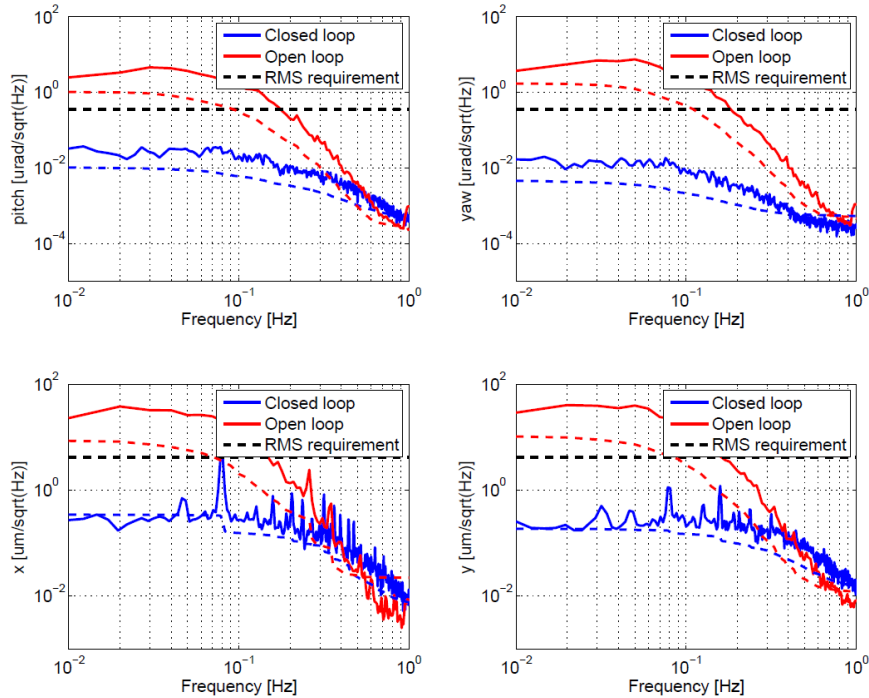 10^2
10^0
10^-2
10^-4
pitch [urad/sqrt(Hz)]
Closed loop
Open loop
RMS requirement
10^-2
10^-1
10^0
Frequency [Hz]
10^2
10^0
10^-2
10^-4
yaw [urad/sqrt(Hz)]
Closed loop
Open loop
RMS requirement
10^-2
10^-1
10^0
Frequency [Hz]
10^2
10^0
10^-2
x [um/sqrt(Hz)]
Closed loop
Open loop
RMS requirement
10^-2
10^-1
10^0
Frequency [Hz]
10^2
10^0
10^-2
y [um/sqrt(Hz)]
Closed loop
Open loop
RMS requirement
10^-2
10^-1
10^0
Frequency [Hz]